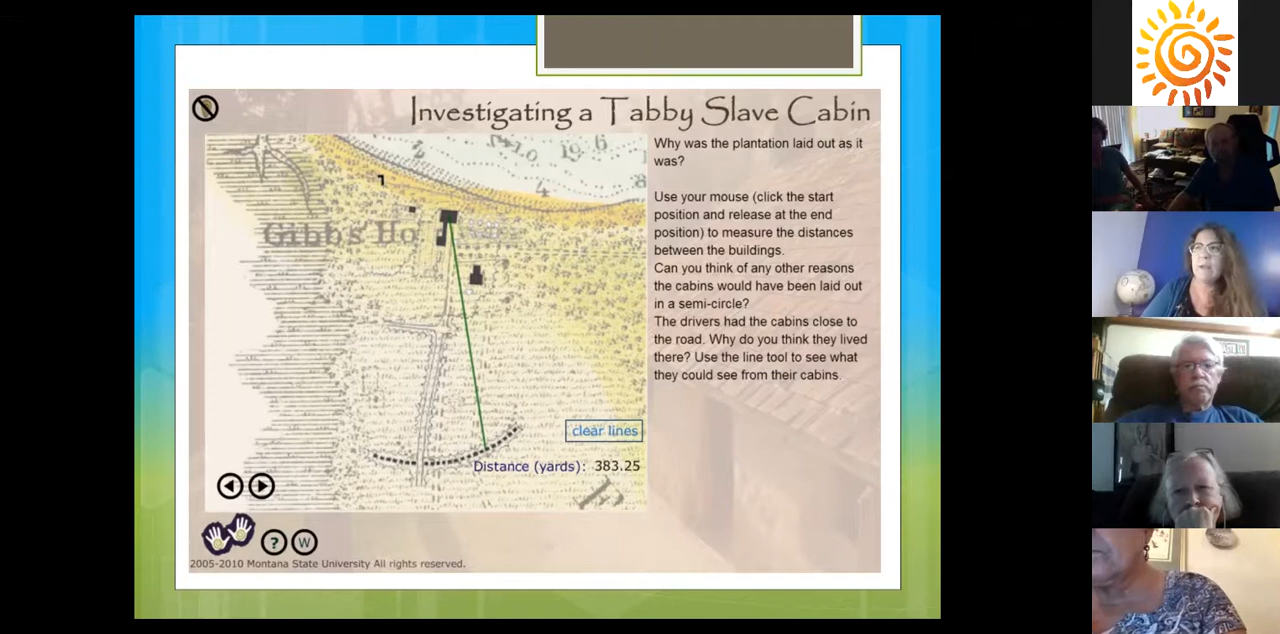 Investigating a Tabby Slave Cabin
Why was the plantation laid out as it
was?
Use your mouse (click the start
position and release at the end
position) to measure the distances
between the buildings.
Can you think of any other reasons
the cabins would have been laid out
in a semi-circle?
The drivers had the cabins close to
the road. Why do you think they lived
there? Use the line tool to see what
they could see from their cabins.
Gibb's Ho
clear lines
Distance (yards): 383.25
? W
2005-2010 Montana State University All rights reserved.